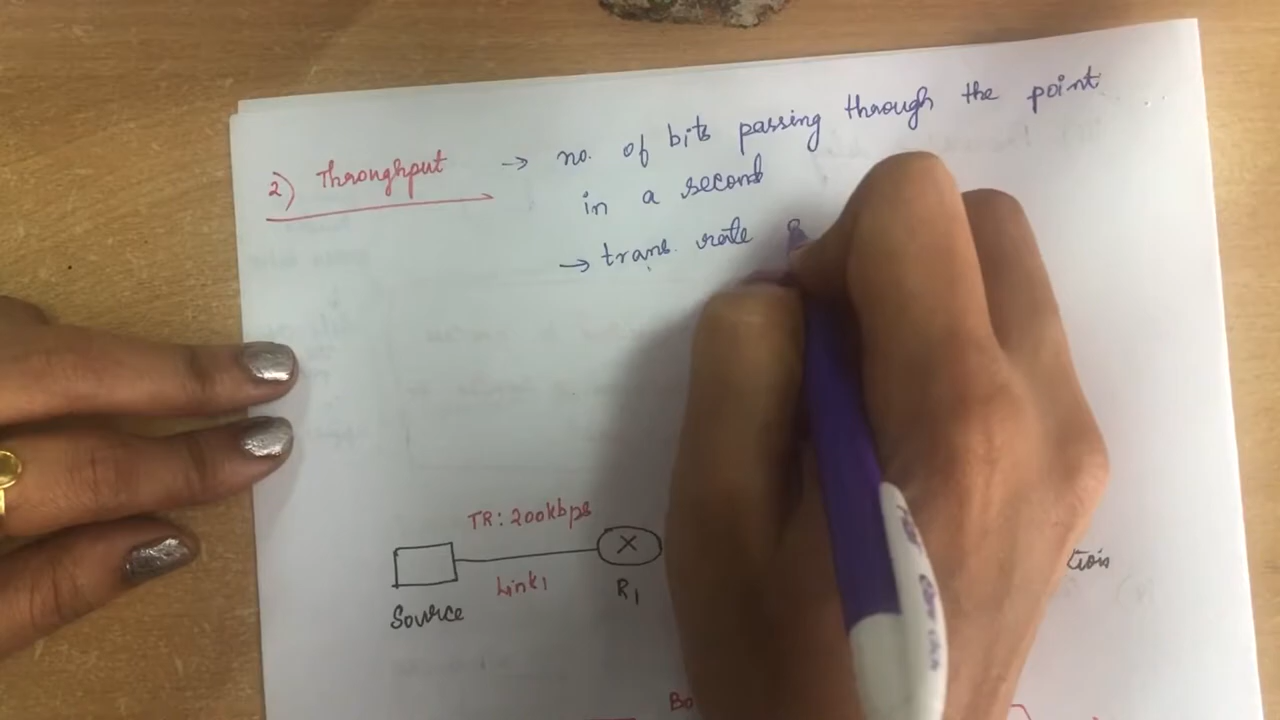 2) Throughput → no. of bits passing through the point
in a second
→ trans. rate
TR: 200kbps
Link1
X
Source
R1